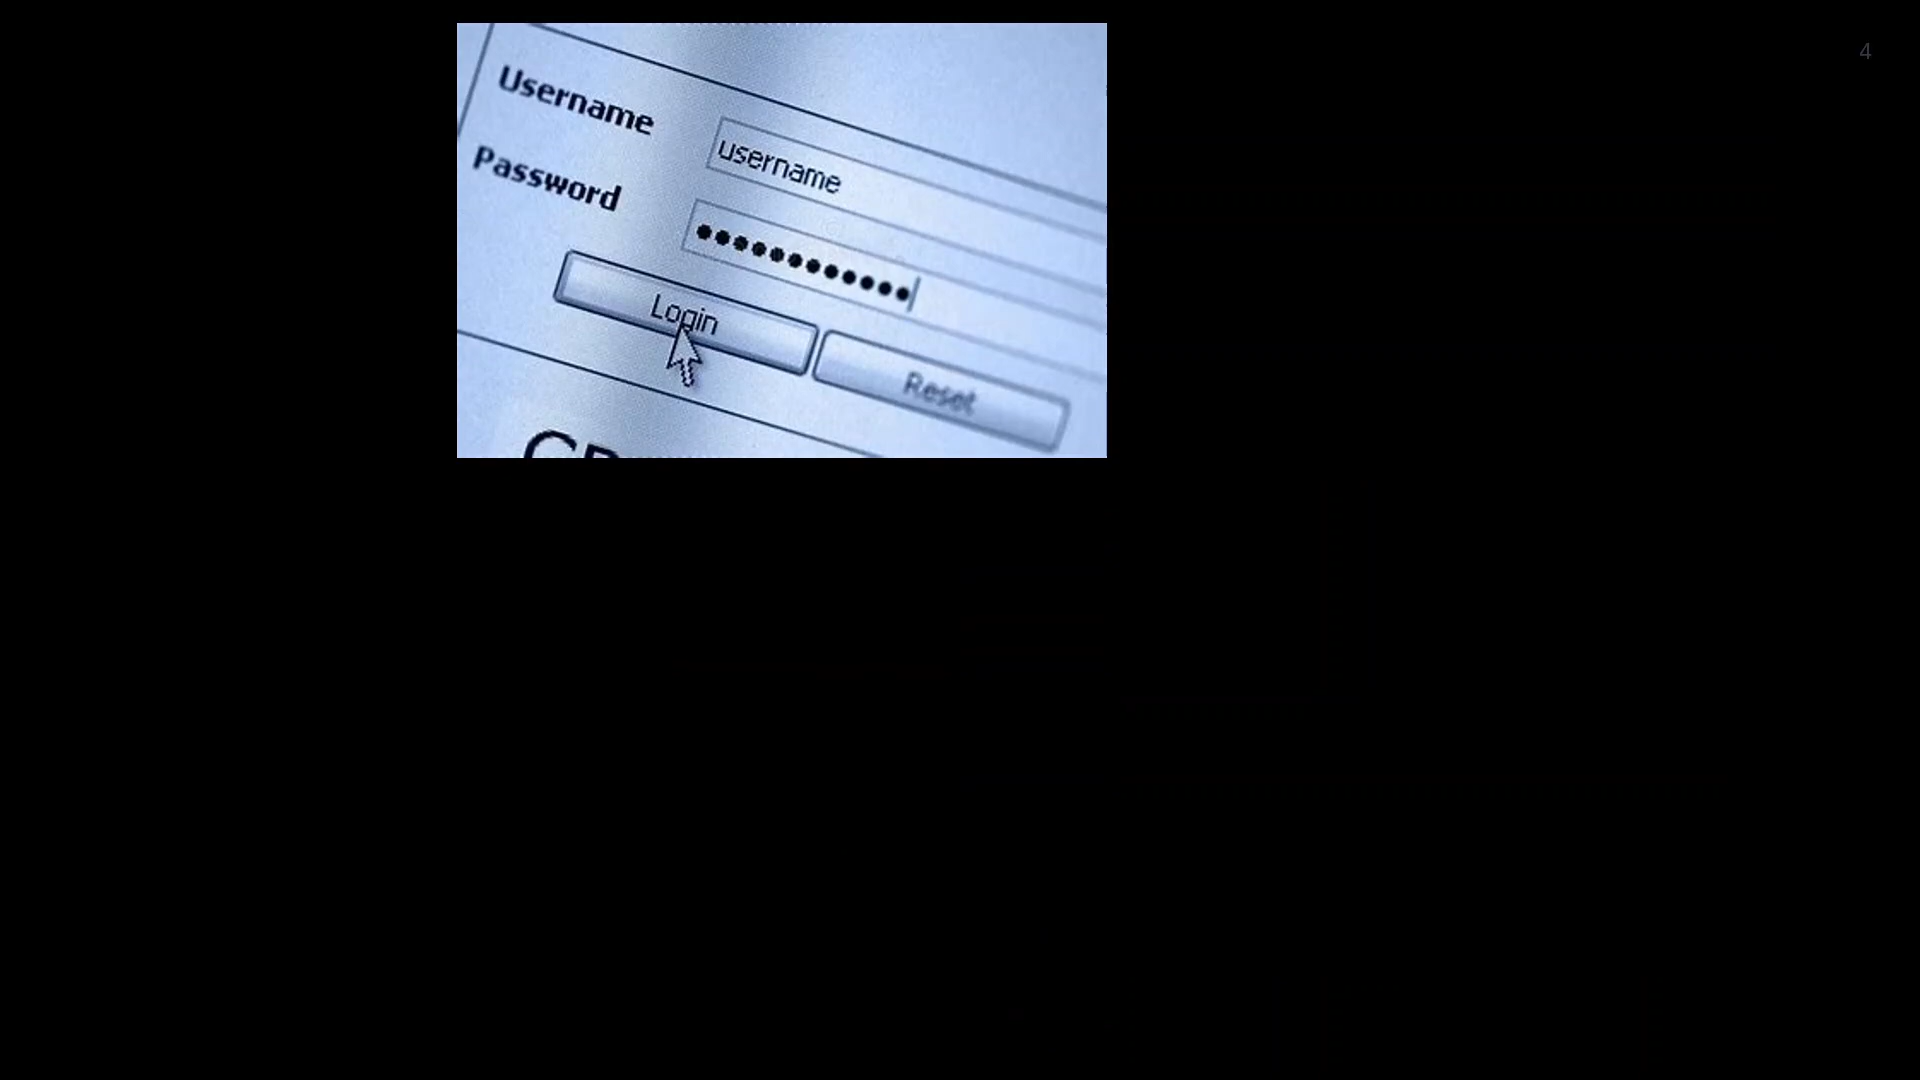 4
Username
username
Password
••••••••••••
Login
Reset